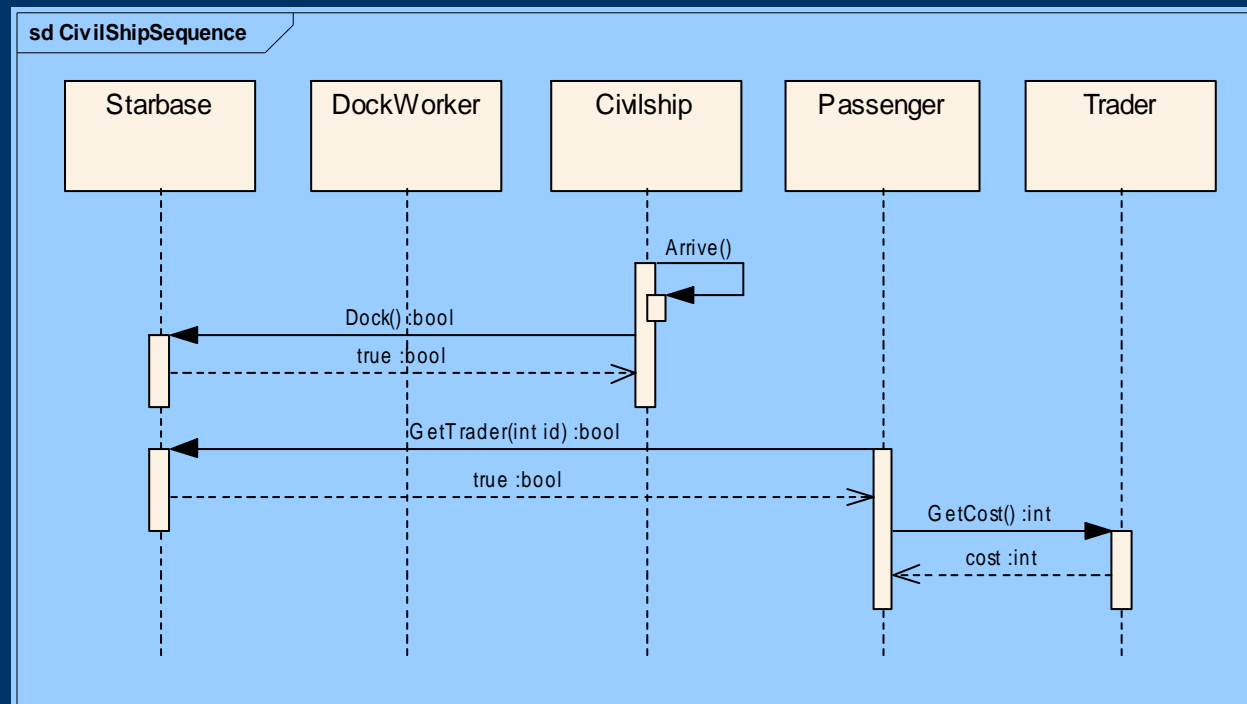 sd CivilShipSequence
Starbase
DockWorker
Civilship
Passenger
Trader
Arrive()
Dock() :bool
true :bool
GetTrader(int id) :bool
true :bool
GetCost() :int
cost :int